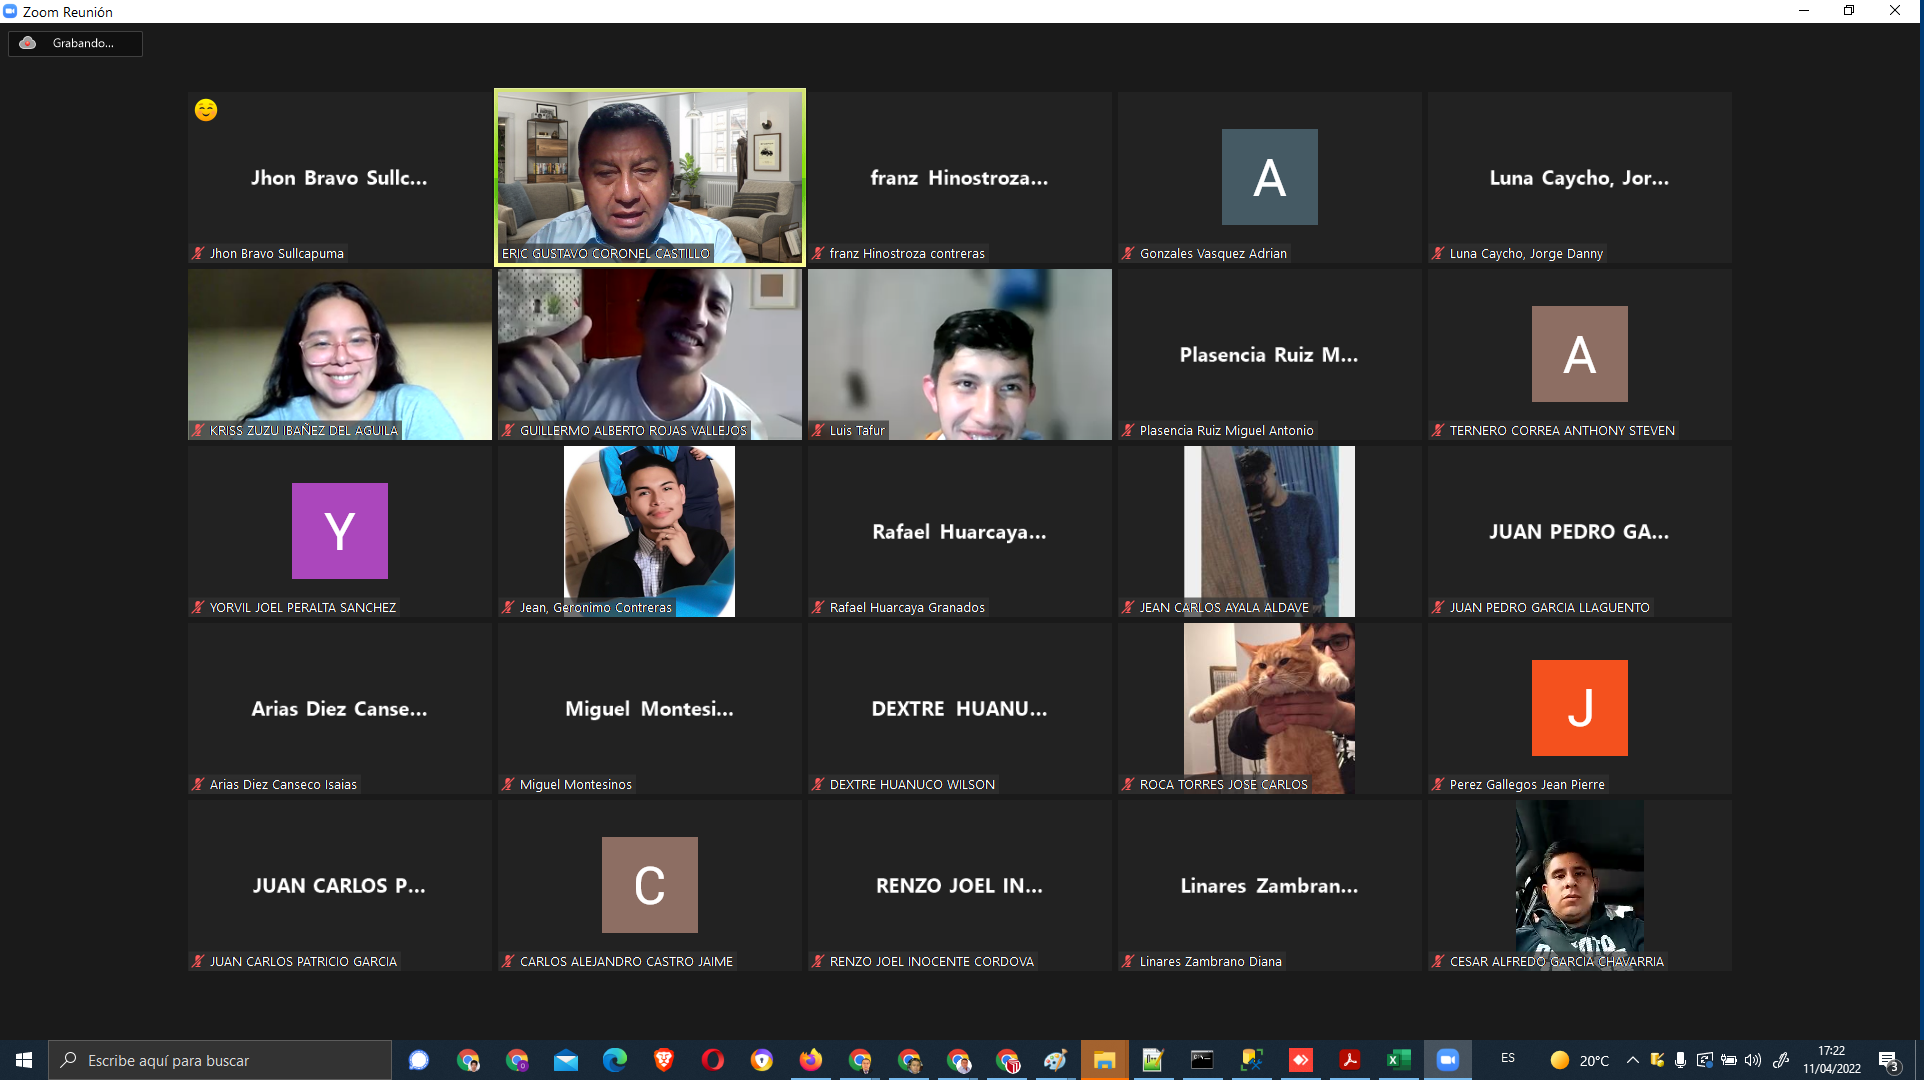 Zoom Reunión
Grabando...
Jhon Bravo Sullc...
Jhon Bravo Sullcapuma
ERIC GUSTAVO CORONEL CASTILLO
franz Hinostroza...
franz Hinostroza contreras
A
Gonzales Vasquez Adrian
Luna Caycho, Jor...
Luna Caycho, Jorge Danny
KRISS ZUZU IBAÑEZ DEL AGUILA
GUILLERMO ALBERTO ROJAS VALLEJOS
Luis Tafur
Plasencia Ruiz M...
Plasencia Ruiz Miguel Antonio
A
TERNERO CORREA ANTHONY STEVEN
Y
YORVIL JOEL PERALTA SANCHEZ
Jean, Geronimo Contreras
Rafael Huarcaya...
Rafael Huarcaya Granados
JEAN CARLOS AYALA ALDAVE
JUAN PEDRO GA...
JUAN PEDRO GARCIA LLAGUENTO
Arias Diez Canse...
Arias Diez Canseco Isaias
Miguel Montesi...
Miguel Montesinos
DEXTRE HUANU...
DEXTRE HUANUCO WILSON
ROCA TORRES JOSE CARLOS
J
Perez Gallegos Jean Pierre
JUAN CARLOS P...
JUAN CARLOS PATRICIO GARCIA
C
CARLOS ALEJANDRO CASTRO JAIME
RENZO JOEL IN...
RENZO JOEL INOCENTE CORDOVA
Linares Zambran...
Linares Zambrano Diana
CESAR ALFREDO GARCIA CHAVARRIA
Escribe aquí para buscar
ES
20°C
17:22
11/04/2022
3